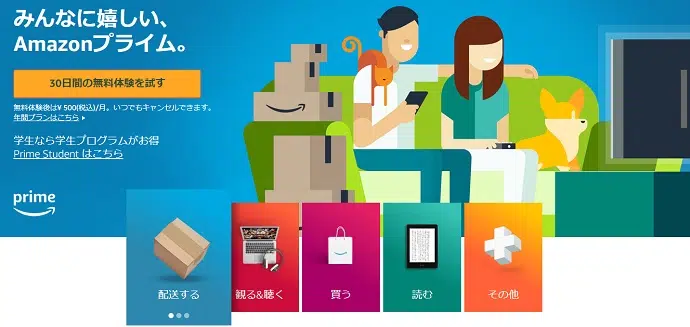 みんなに嬉しい、
Amazonプライム。
30日間の無料体験を試す
無料体験後は¥ 500(税込)/月。いつでもキャンセルできます。
年間プランはこちら
学生なら学生プログラムがお得
Prime Student はこちら
prime
配送する
観る&聴く
買う
読む
その他